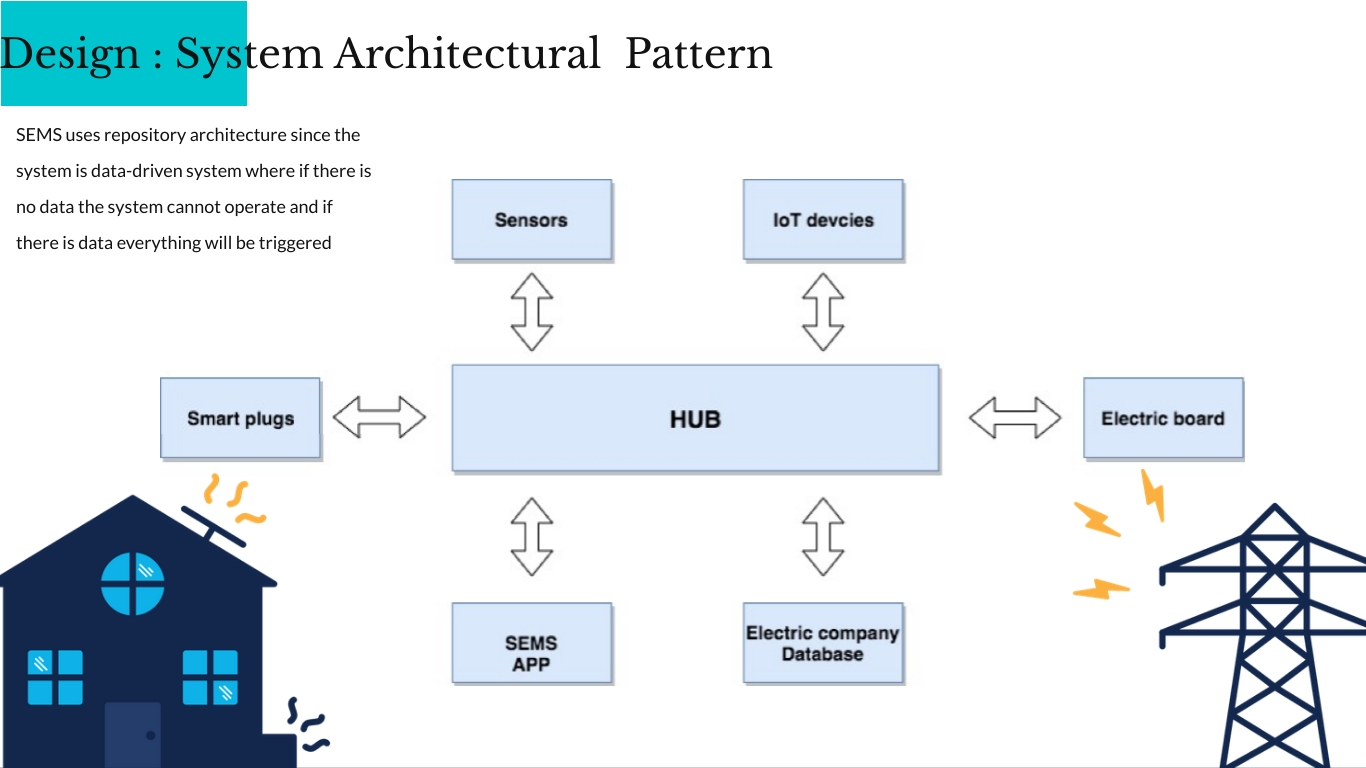 Design : System Architectural  Pattern
SEMS uses repository architecture since the
system is data-driven system where if there is
no data the system cannot operate and if
there is data everything will be triggered
Sensors
IoT devcies
Smart plugs
HUB
Electric board
SEMS
APP
Electric company
Database